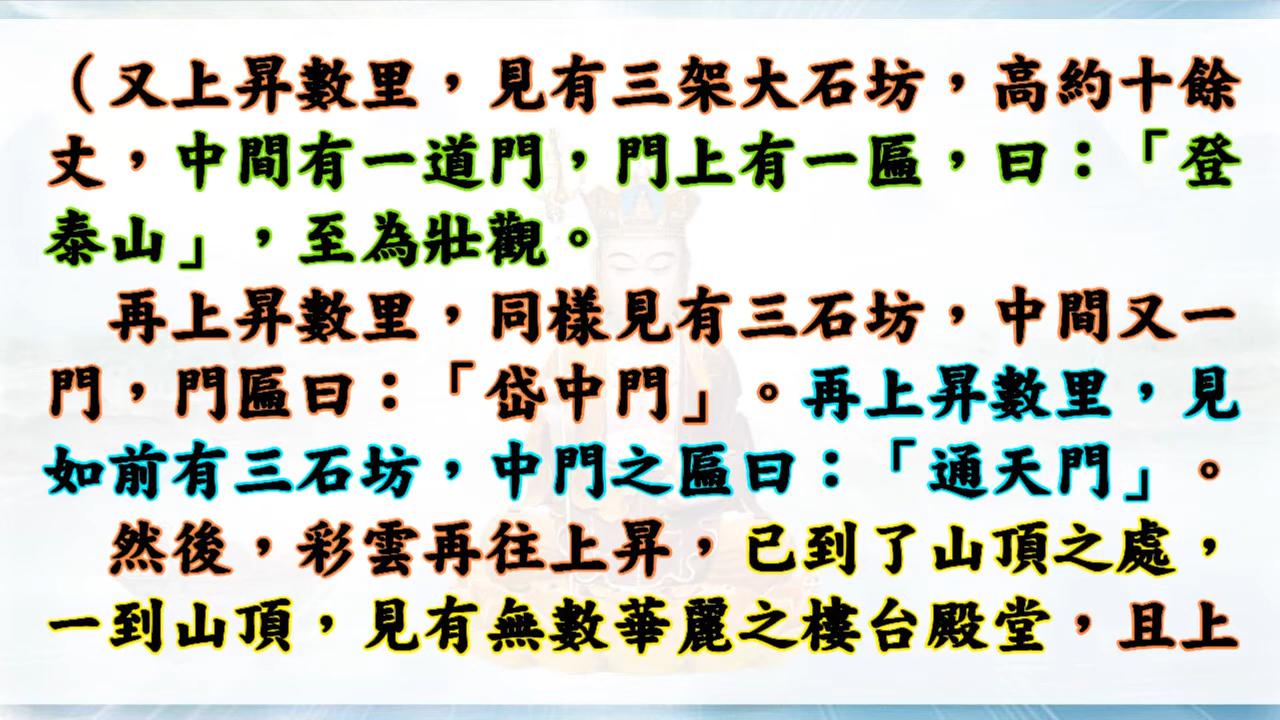 （又上昇數里，見有三架大石坊，高約十餘
丈，中間有一道門，門上有一匾，曰：「登
泰山」，至為壯觀。
再上昇數里，同樣見有三石坊，中間又一
門，門匾曰：「岱中門」。再上昇數里，見
如前有三石坊，中門之匾曰：「通天門」。
然後，彩雲再往上昇，已到了山頂之處，
一到山頂，見有無數華麗之樓台殿堂，且上